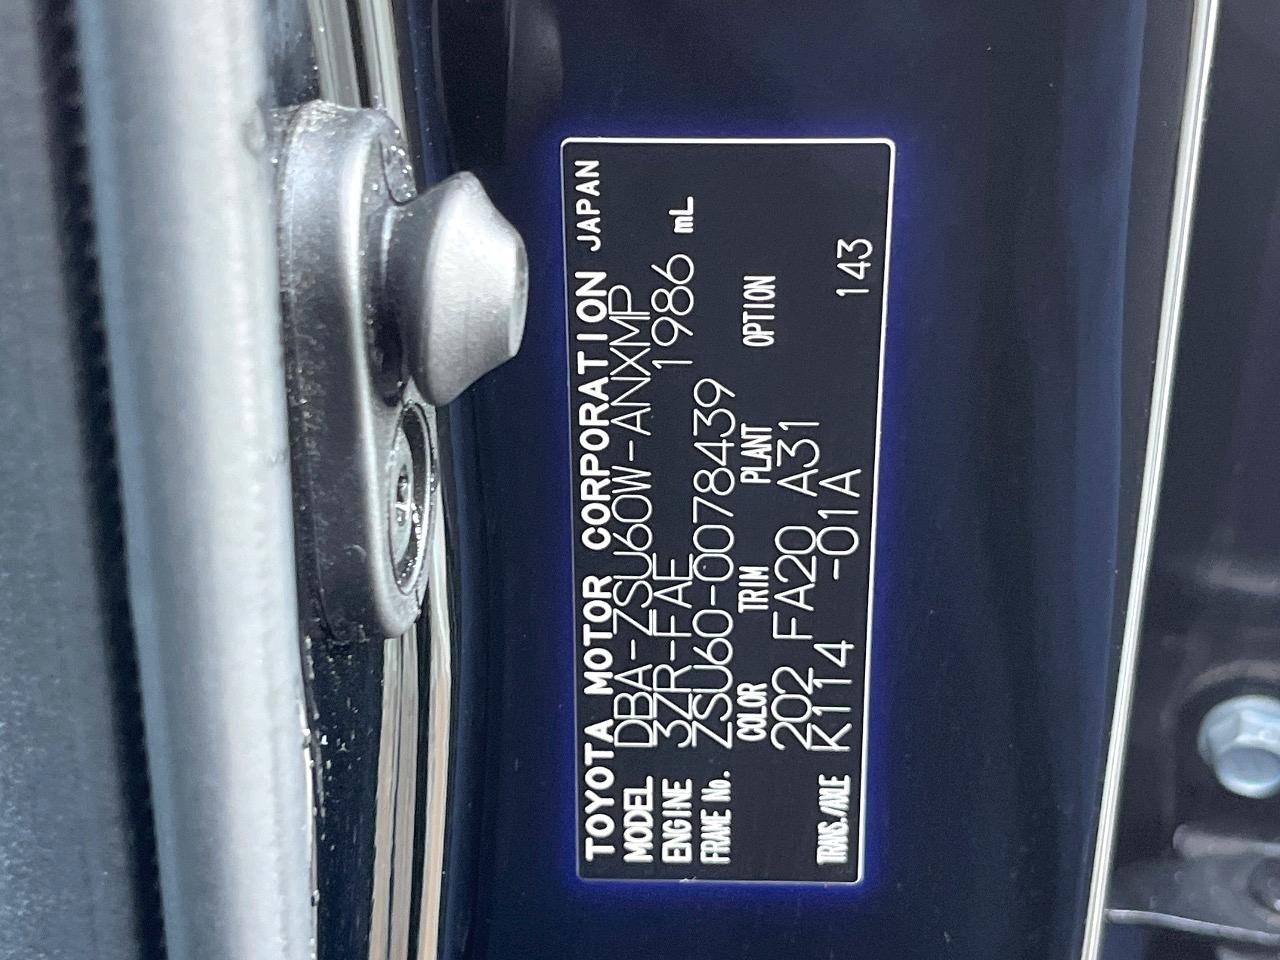 TOYOTA MOTOR CORPORATION JAPAN
MODEL DBA-ZSU60W-ANXMP
ENGINE 3ZR-FAE 1986 mL
FRAME No. ZSU60-0078439
COLOR TRIM PLANT OPTION
202 FA20 A31
TRANS./AXLE K114 -01A 143